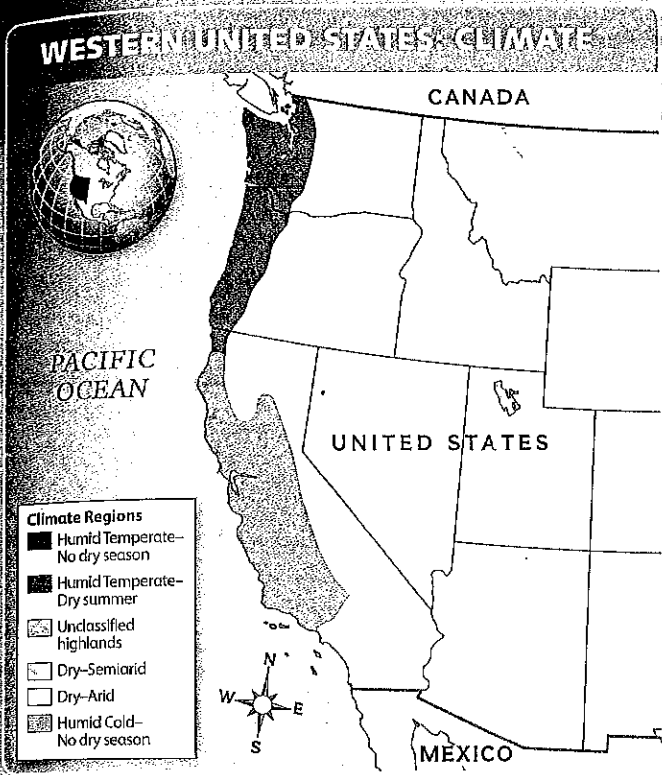 WESTERN UNITED STATES: CLIMATE
CANADA
PACIFIC
OCEAN
UNITED STATES
Climate Regions
Humid Temperate–
No dry season
Humid Temperate–
Dry summer
Unclassified
highlands
Dry–Semiarid
Dry–Arid
Humid Cold–
No dry season
N
W
E
S
MEXICO